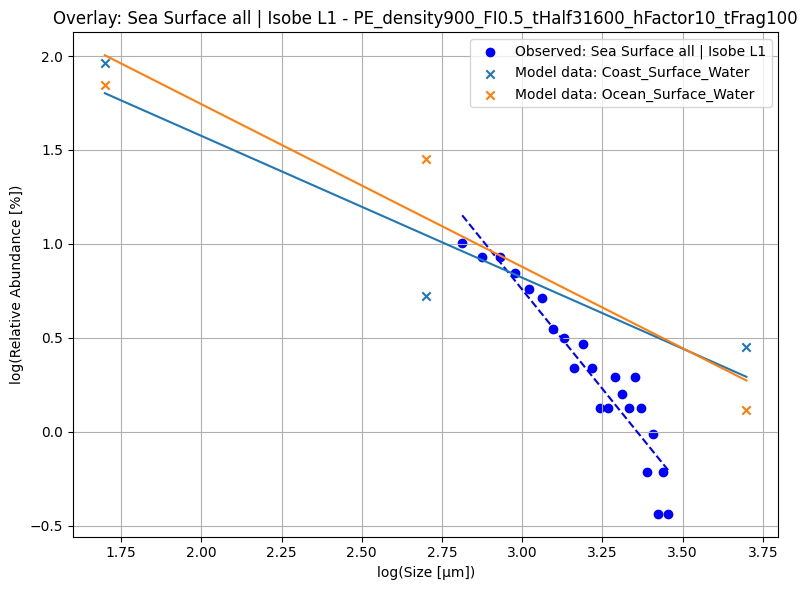 Overlay: Sea Surface all | Isobe L1 - PE_density900_FI0.5_tHalf31600_hFactor10_tFrag100
Observed: Sea Surface all | Isobe L1
Model data: Coast_Surface_Water
Model data: Ocean_Surface_Water
log(Relative Abundance [%])
2.0
1.5
1.0
0.5
0.0
−0.5
1.75 2.00 2.25 2.50 2.75 3.00 3.25 3.50 3.75
log(Size [µm])